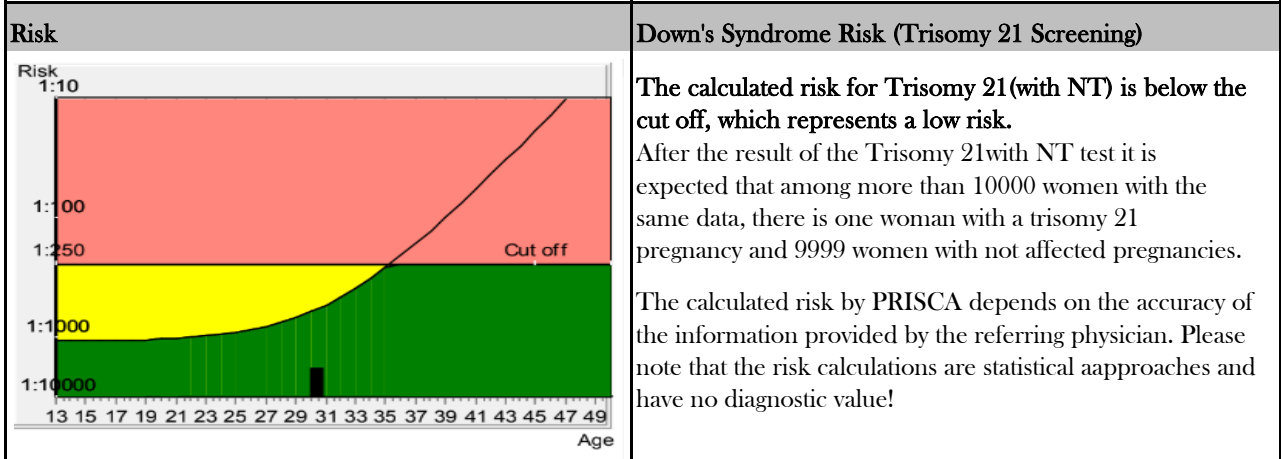 Risk
Risk
1:10
1:100
1:250
Cut off
1:1000
1:10000
13 15 17 19 21 23 25 27 29 31 33 35 37 39 41 43 45 47 49
Age
Down's Syndrome Risk (Trisomy 21 Screening)
The calculated risk for Trisomy 21(with NT) is below the
cut off, which represents a low risk.
After the result of the Trisomy 21with NT test it is
expected that among more than 10000 women with the
same data, there is one woman with a trisomy 21
pregnancy and 9999 women with not affected pregnancies.
The calculated risk by PRISCA depends on the accuracy of
the information provided by the referring physician. Please
note that the risk calculations are statistical aapproaches and
have no diagnostic value!